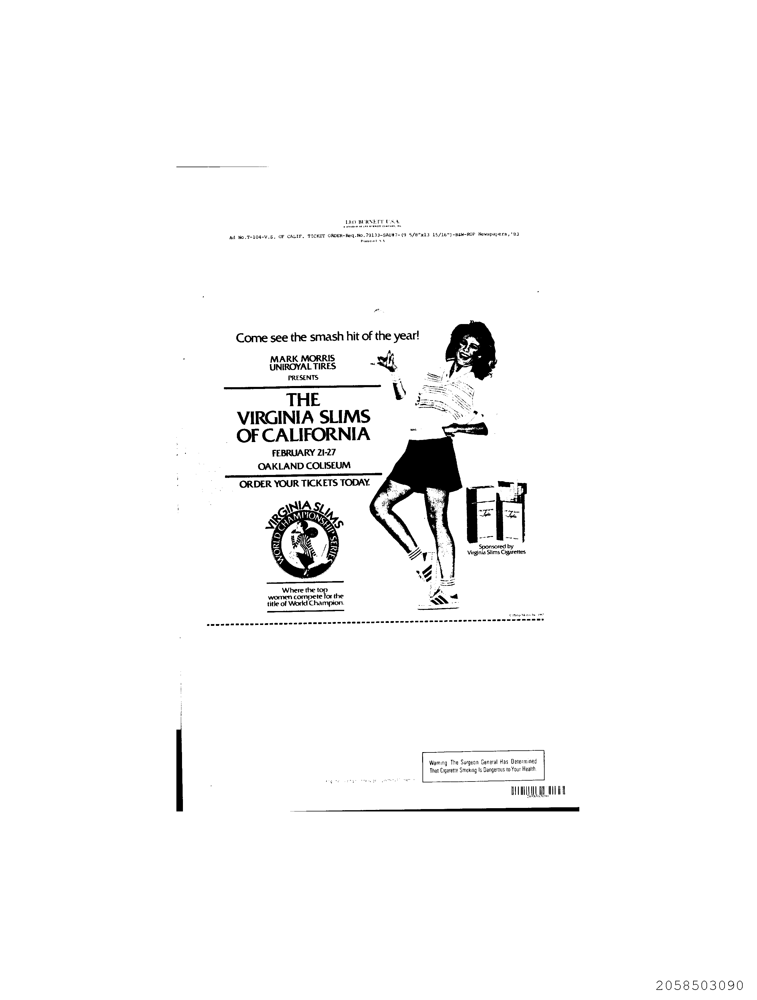 LEO BURNETT U.S.A.
Ad No.T-104-V.S. OF CALIF. TICKET ORDER-Req.No.70133-SAU#7-(9 5/8"x13 15/16")-B&W-ROP Newspapers,'83
Come see the smash hit of the year!
MARK MORRIS
UNIROYAL TIRES
PRESENTS
THE
VIRGINIA SLIMS
OF CALIFORNIA
FEBRUARY 21-27
OAKLAND COLISEUM
ORDER YOUR TICKETS TODAY.
VIRGINIA SLIMS
WORLD CHAMPIONSHIP SERIES
Where the top
women compete for the
title of World Champion.
Sponsored by
Virginia Slims Cigarettes
Warning: The Surgeon General Has Determined
That Cigarette Smoking Is Dangerous to Your Health
2058503090